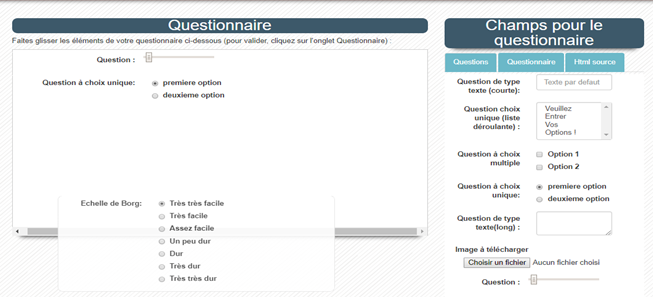 Questionnaire
Faites glisser les éléments de votre questionnaire ci-dessous (pour valider, cliquez sur l'onglet Questionnaire) :
Question :
Question à choix unique:
premiere option
deuxieme option
Echelle de Borg:
Très très facile
Très facile
Assez facile
Un peu dur
Dur
Très dur
Très très dur
Champs pour le
questionnaire
Questions
Questionnaire
Html source
Question de type
texte (courte):
Texte par defaut
Question choix
unique (liste
déroulante) :
Veuillez
Entrer
Vos
Options !
Question à choix
multiple
Option 1
Option 2
Question à choix
unique:
premiere option
deuxieme option
Question de type
texte(long) :
Image à télécharger
Choisir un fichier Aucun fichier choisi
Question :